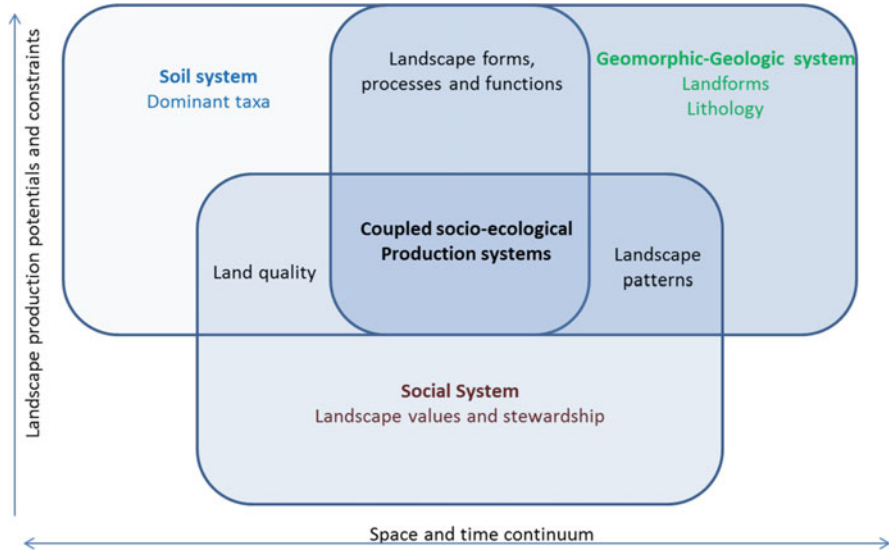 Landscape production potentials and constraints
Soil system
Dominant taxa
Landscape forms,
processes and functions
Geomorphic-Geologic system
Landforms
Lithology
Land quality
Coupled socio-ecological
Production systems
Landscape
patterns
Social System
Landscape values and stewardship
Space and time continuum